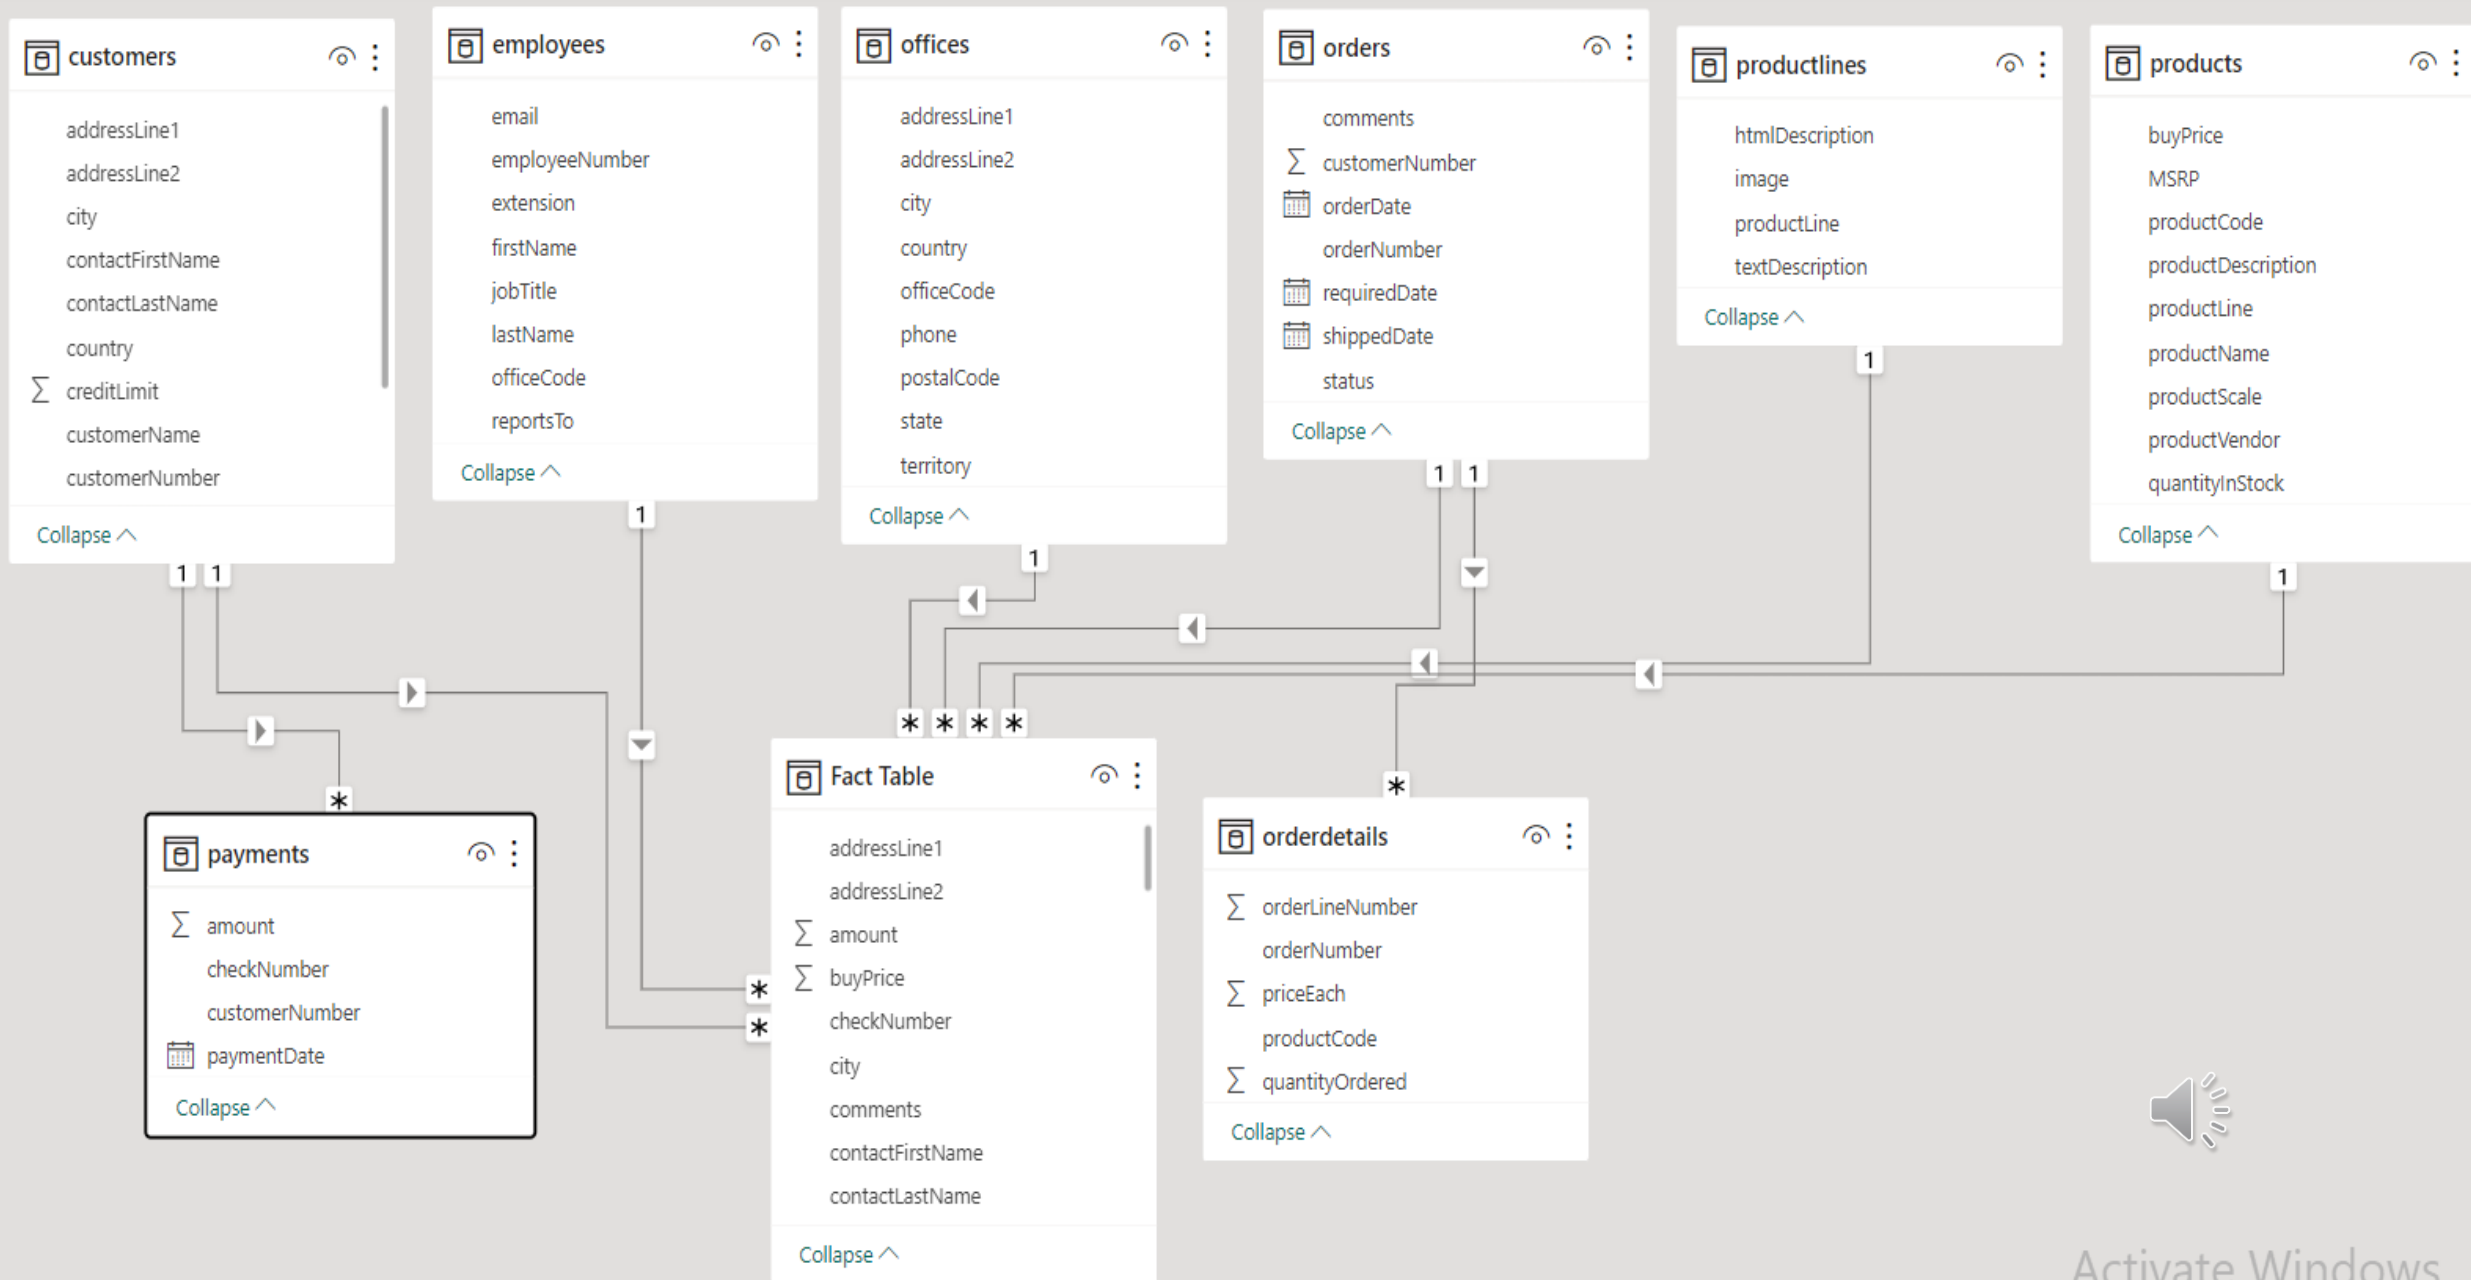 customers
addressLine1
addressLine2
city
contactFirstName
contactLastName
country
creditLimit
customerName
customerNumber
Collapse
employees
email
employeeNumber
extension
firstName
jobTitle
lastName
officeCode
reportsTo
Collapse
offices
addressLine1
addressLine2
city
country
officeCode
phone
postalCode
state
territory
Collapse
orders
comments
customerNumber
orderDate
orderNumber
requiredDate
shippedDate
status
Collapse
productlines
htmlDescription
image
productLine
textDescription
Collapse
products
buyPrice
MSRP
productCode
productDescription
productLine
productName
productScale
productVendor
quantityInStock
Collapse
1 1
1
1
1 1
1
1
*
* * * *
*
*
*
payments
amount
checkNumber
customerNumber
paymentDate
Collapse
Fact Table
addressLine1
addressLine2
amount
buyPrice
checkNumber
city
comments
contactFirstName
contactLastName
Collapse
orderdetails
orderLineNumber
orderNumber
priceEach
productCode
quantityOrdered
Collapse
Activate Windows